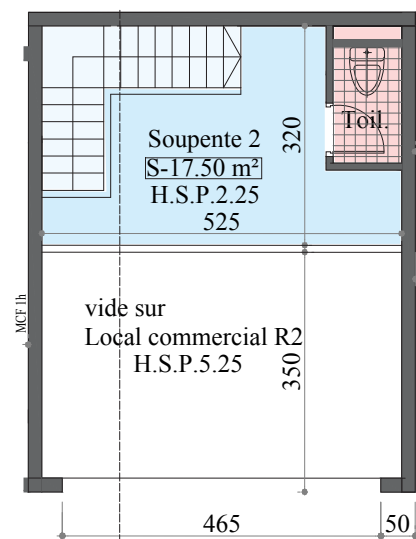 320
Toil.
Soupente 2
S-17.50 m²
H.S.P.2.25
525
MCF 1h
vide sur
Local commercial R2
H.S.P.5.25
350
465
50